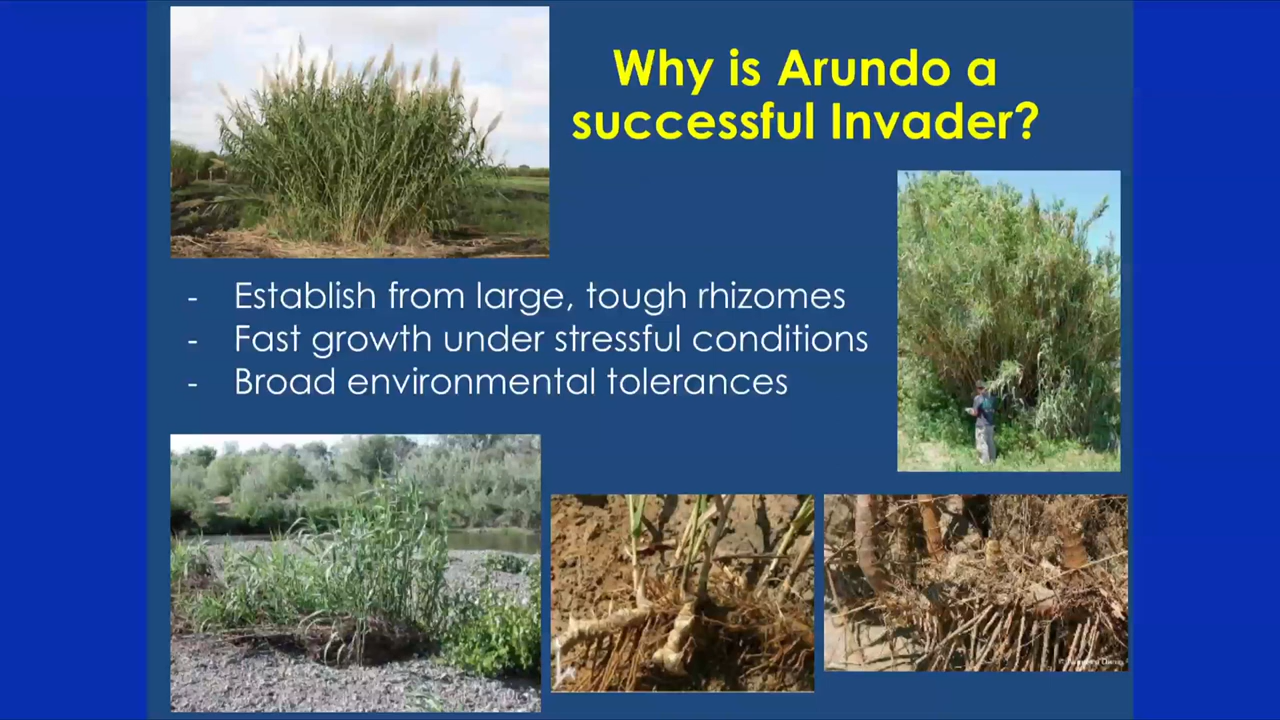 Why is Arundo a
successful Invader?
- Establish from large, tough rhizomes
- Fast growth under stressful conditions
- Broad environmental tolerances